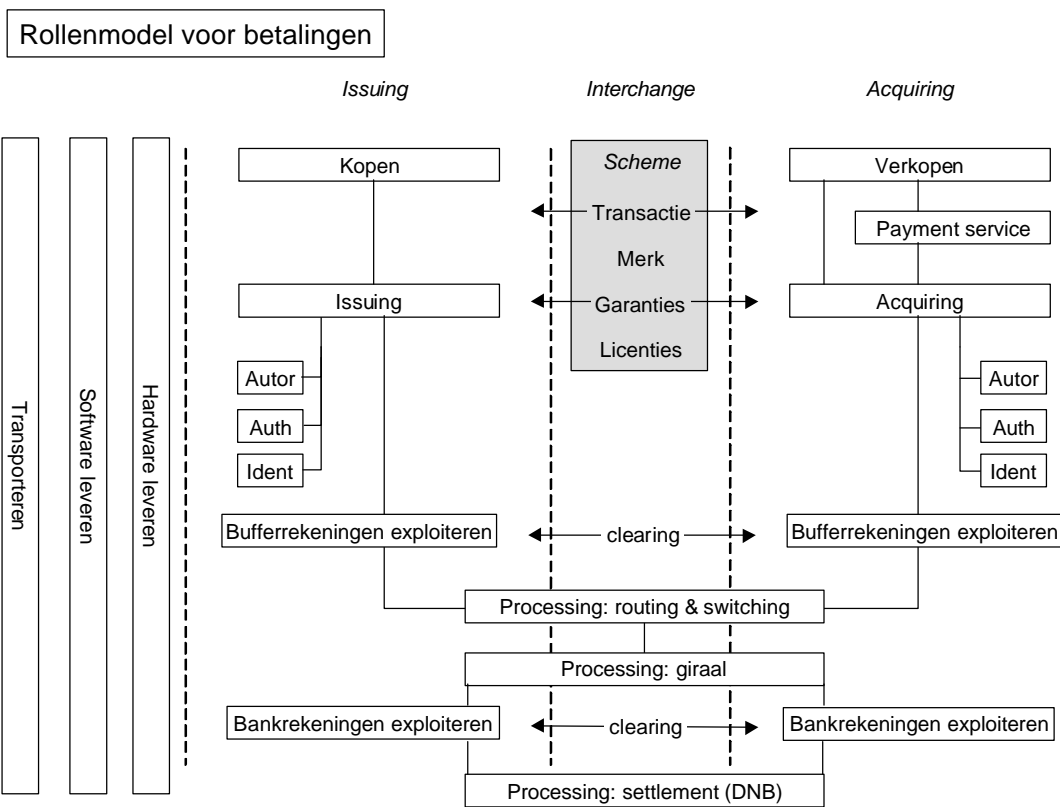 Rollenmodel voor betalingen
Issuing
Interchange
Acquiring
Kopen
Scheme
Verkopen
Transactie
Payment service
Merk
Issuing
Garanties
Acquiring
Licenties
Autor
Autor
Auth
Auth
Ident
Ident
Transporteren
Software leveren
Hardware leveren
Bufferrekeningen exploiteren
clearing
Bufferrekeningen exploiteren
Processing: routing & switching
Processing: giraal
Bankrekeningen exploiteren
clearing
Bankrekeningen exploiteren
Processing: settlement (DNB)